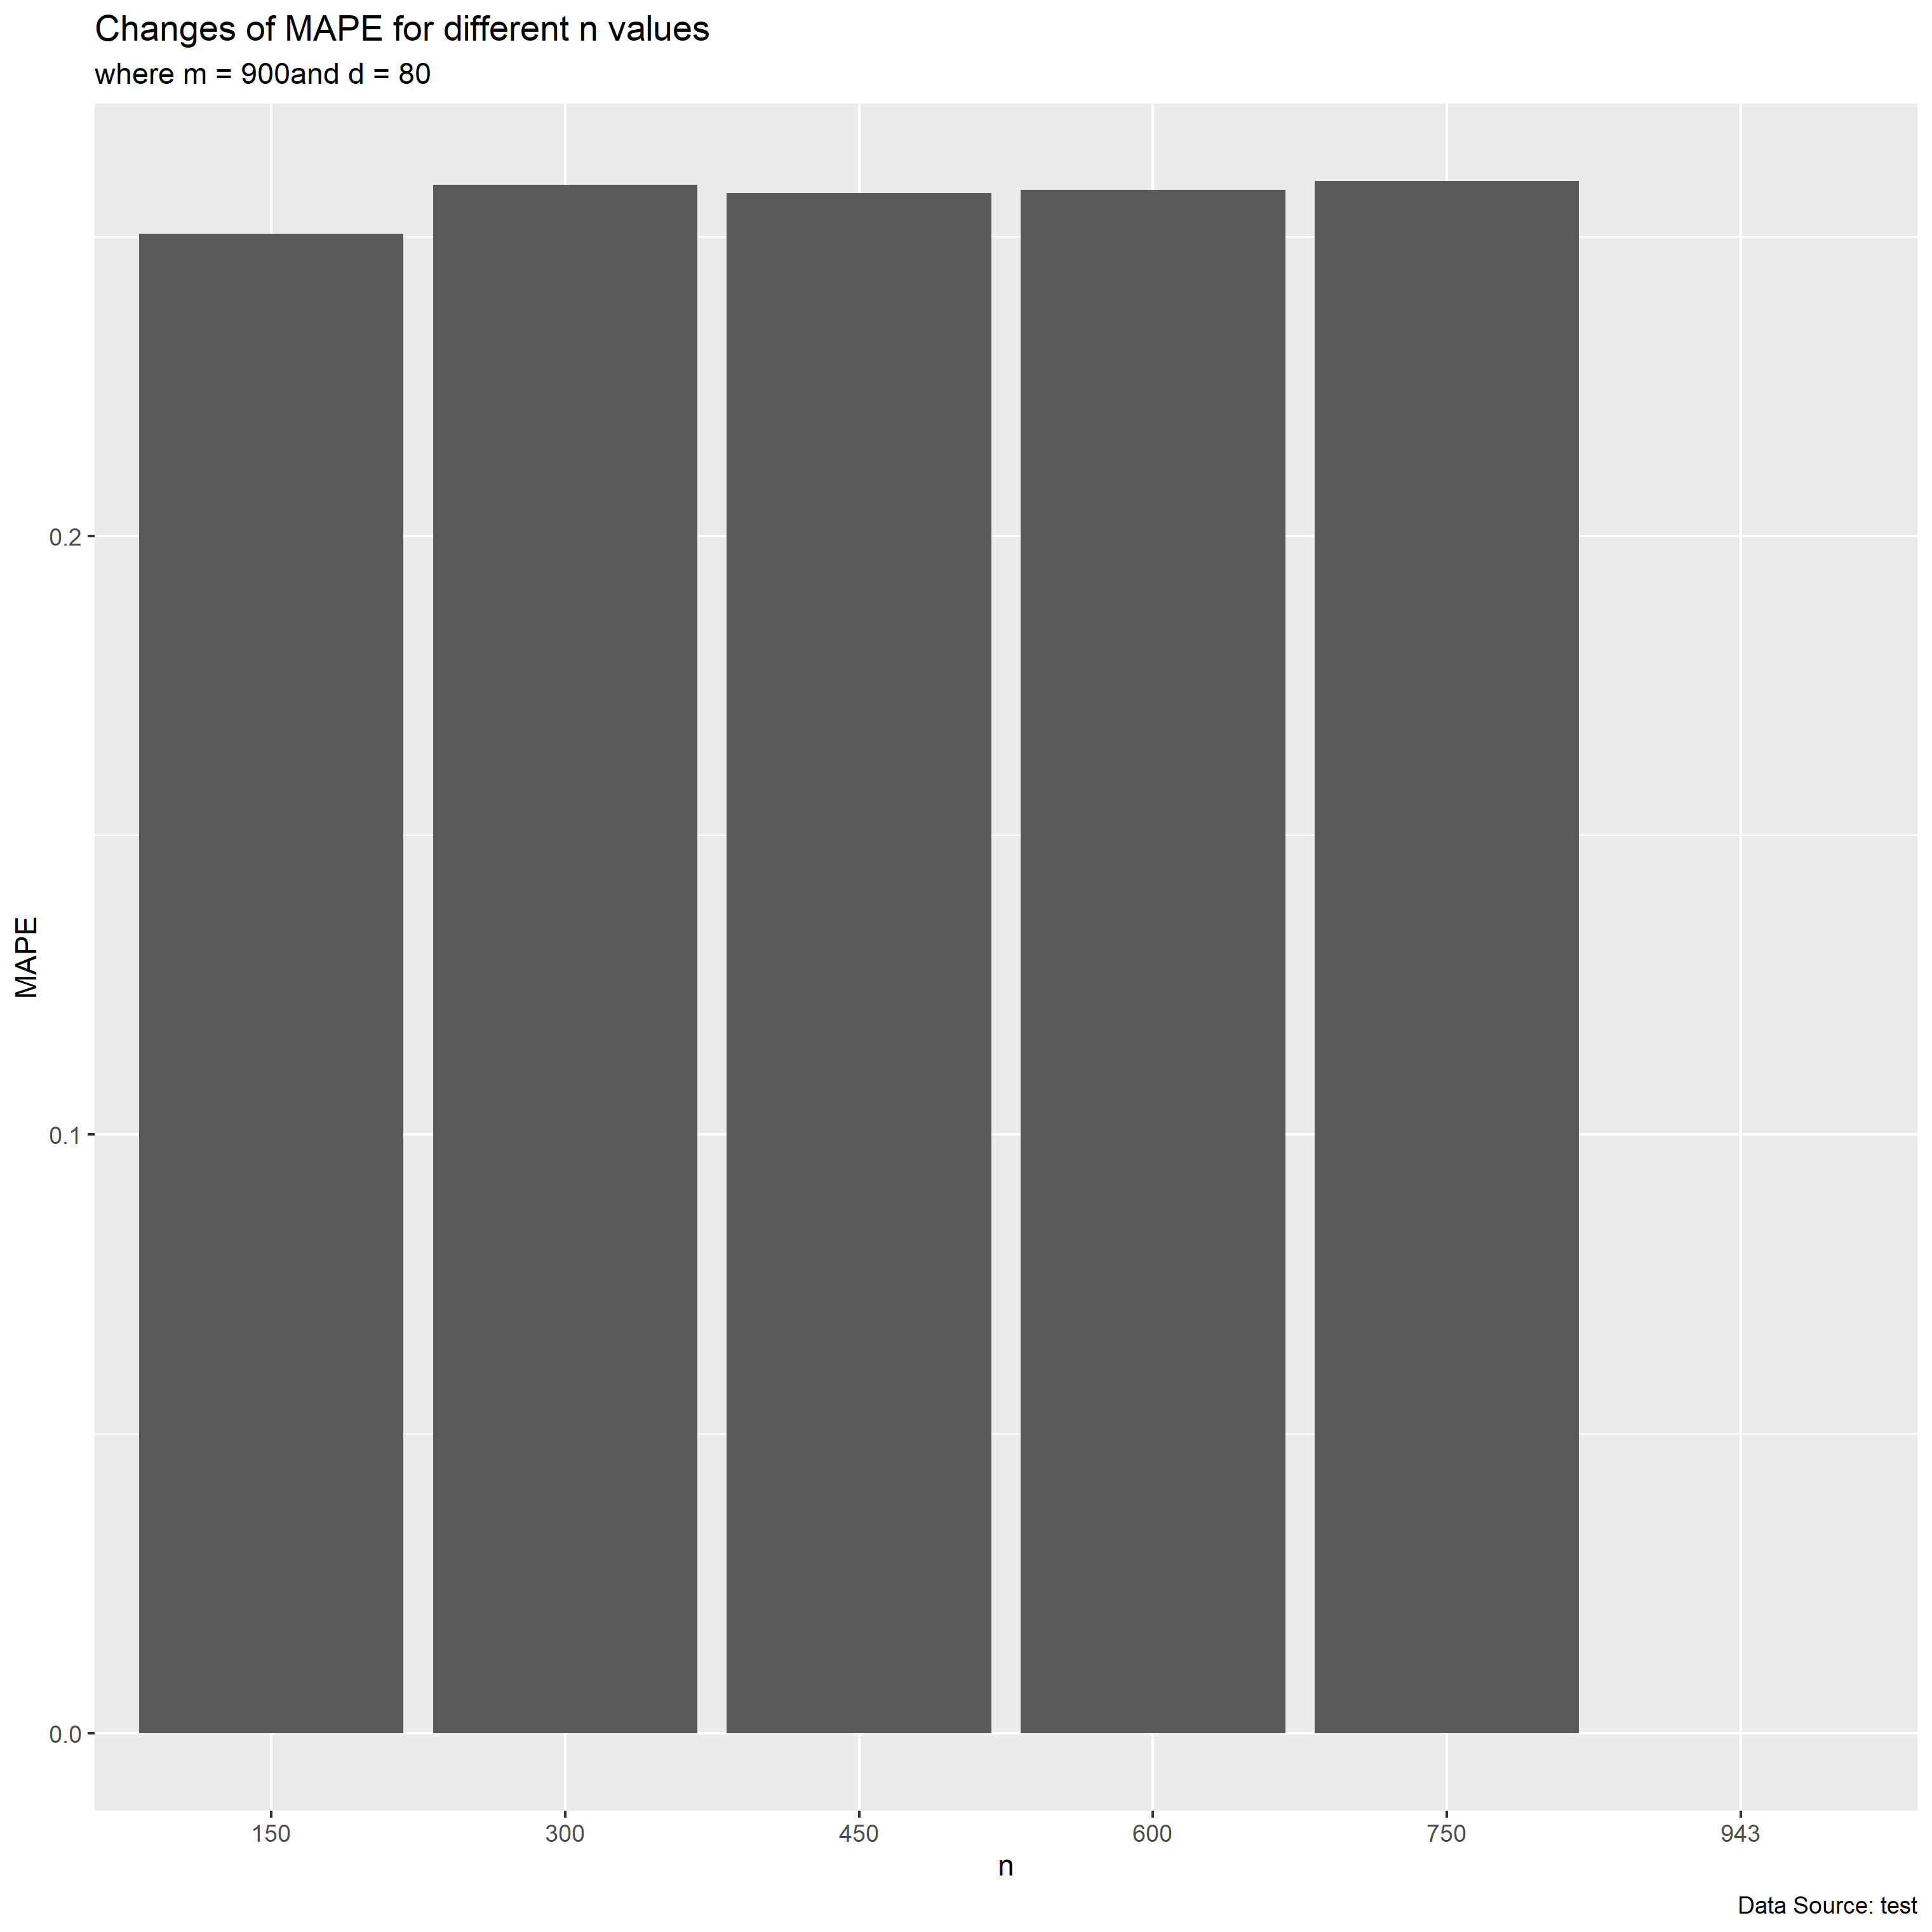 Changes of MAPE for different n values
where m = 900and d = 80
MAPE
0.2
0.1
0.0
150 300 450 600 750 943
n
Data Source: test